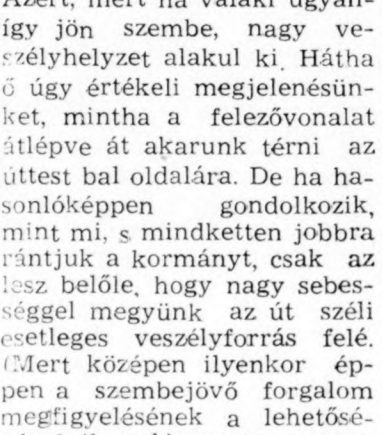 Azért, mert ha valaki ugyan-
így jön szembe, nagy ve-
szélyhelyzet alakul ki. Hátha
ő úgy értékeli megjelenésün-
ket, mintha a felezővonalat
átlépve át akarunk térni az
úttest bal oldalára. De ha ha-
sonlóképpen gondolkozik,
mint mi, s mindketten jobbra
rántjuk a kormányt, csak az
lesz belőle, hogy nagy sebes-
séggel megyünk az út széli
esetleges veszélyforrás felé.
(Mert középen ilyenkor ép-
pen a szembejövő forgalom
megfigyelésének a lehetősé-